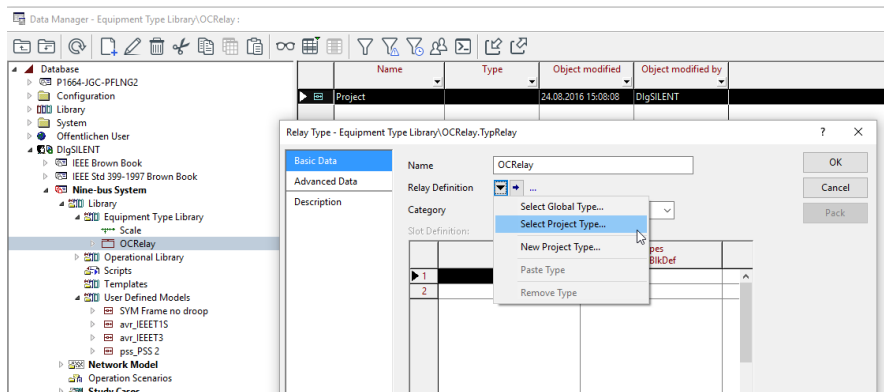 Data Manager - Equipment Type Library\OCRelay :
Name
Type
Object modified
Object modified by
Database
P1664-JGC-PFLNG2
Configuration
Library
System
Offentlichen User
DIgSILENT
IEEE Brown Book
IEEE Std 399-1997 Brown Book
Nine-bus System
Library
Equipment Type Library
Scale
OCRelay
Operational Library
Scripts
Templates
User Defined Models
SYM Frame no droop
avr_IEEET1S
avr_IEEET3
pss_PSS 2
Network Model
Operation Scenarios
Study Cases
Project
24.08.2016 15:08:08
DIgSILENT
Relay Type - Equipment Type Library\OCRelay.TypRelay
?
Basic Data
Advanced Data
Description
Name
OCRelay
Relay Definition
...
Category
Slot Definition:
Select Global Type...
Select Project Type...
New Project Type...
Paste Type
Remove Type
pes
BlkDef
1
2
OK
Cancel
Pack